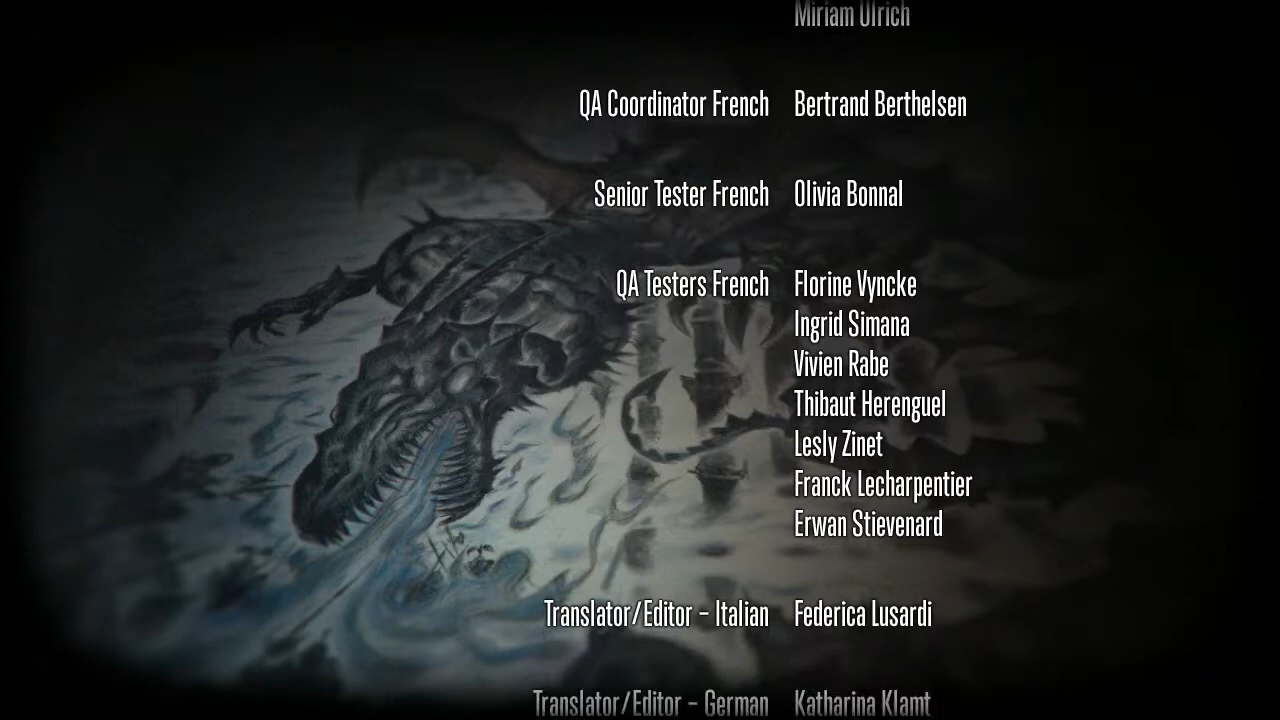 Miriam Ulrich
QA Coordinator French Bertrand Berthelsen
Senior Tester French Olivia Bonnal
QA Testers French Florine Vyncke
Ingrid Simana
Vivien Rabe
Thibaut Herenguel
Lesly Zinet
Franck Lecharpentier
Erwan Stievenard
Translator/Editor – Italian Federica Lusardi
Translator/Editor – German Katharina Klamt